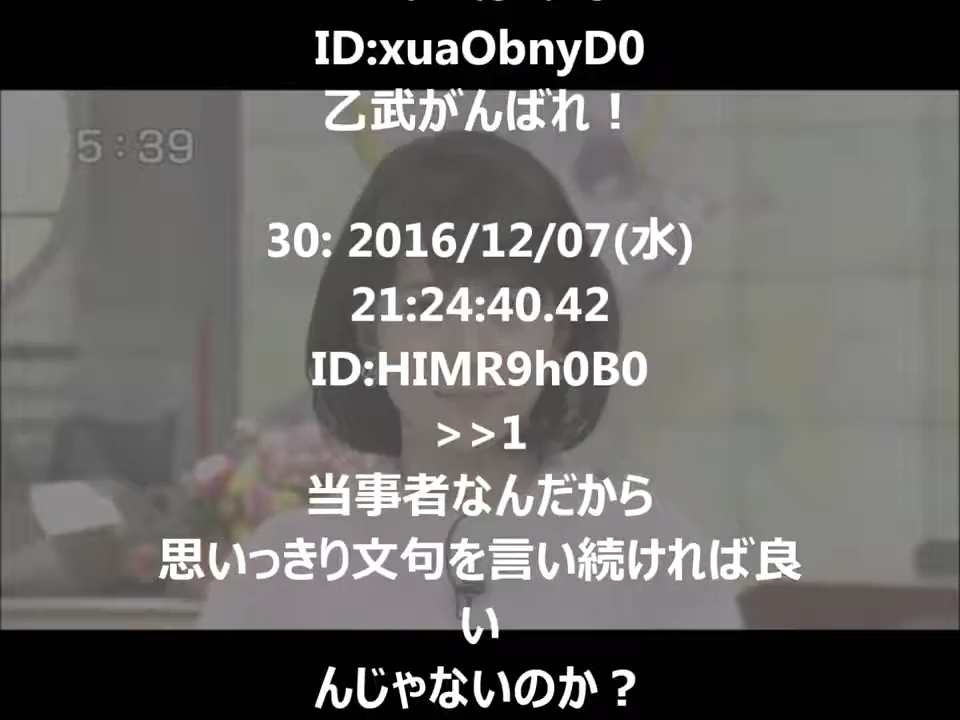 ID:xuaObnyD0
乙武がんばれ！
5:39
30: 2016/12/07(水)
21:24:40.42
ID:HIMR9h0B0
>>1
当事者なんだから
思いっきり文句を言い続ければ良
い
んじゃないのか？